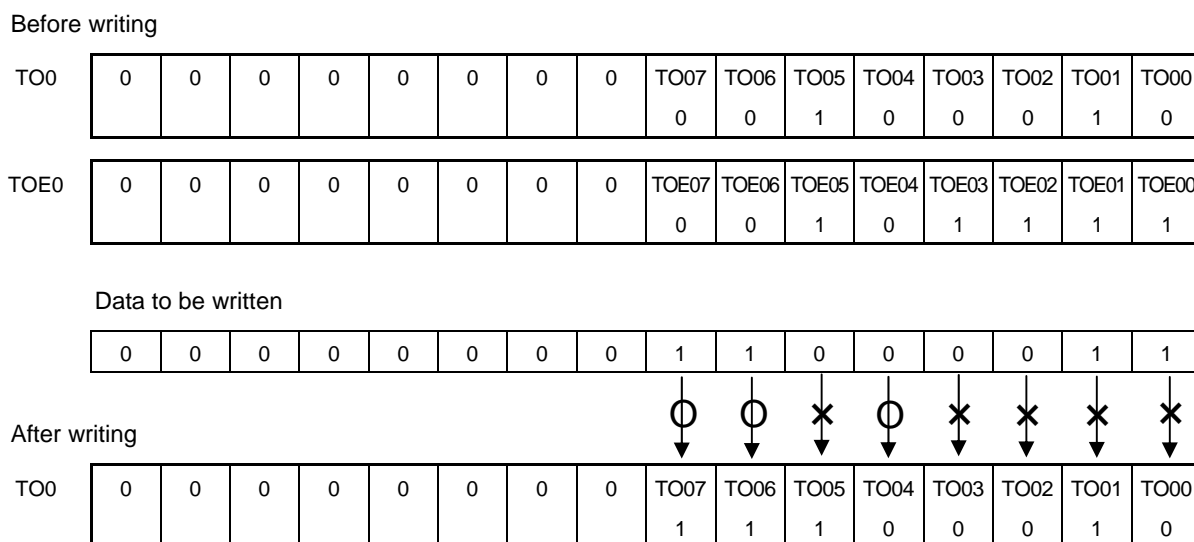 Before writing
TO0 0 0 0 0 0 0 0 0 TO07 TO06 TO05 TO04 TO03 TO02 TO01 TO00
0 0 1 0 0 0 1 0
TOE0 0 0 0 0 0 0 0 0 TOE07 TOE06 TOE05 TOE04 TOE03 TOE02 TOE01 TOE00
0 0 1 0 1 1 1 1
Data to be written
0 0 0 0 0 0 0 0 1 1 0 0 0 0 1 1
O O × O × × × ×
After writing
TO0 0 0 0 0 0 0 0 0 TO07 TO06 TO05 TO04 TO03 TO02 TO01 TO00
1 1 1 0 0 0 1 0